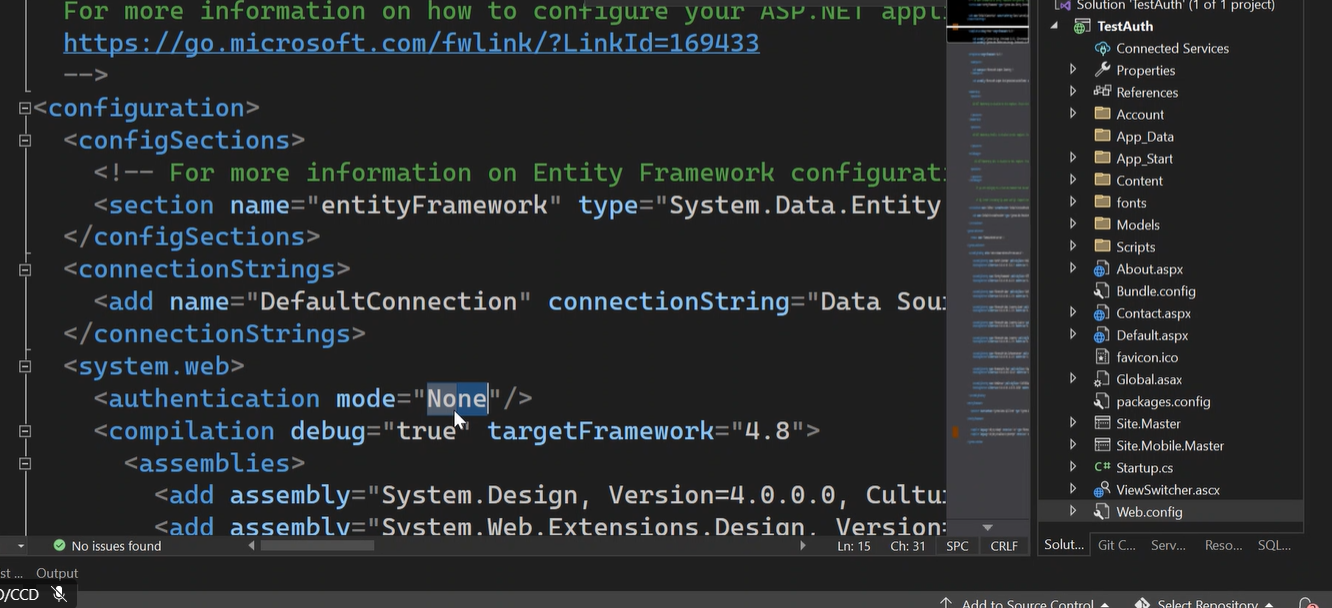 For more information on how to configure your ASP.NET appl
https://go.microsoft.com/fwlink/?LinkId=169433
-->
<configuration>
<configSections>
<!-- For more information on Entity Framework configurat
<section name="entityFramework" type="System.Data.Entity
</configSections>
<connectionStrings>
<add name="DefaultConnection" connectionString="Data Sou
</connectionStrings>
<system.web>
<authentication mode="None"/>
<compilation debug="true" targetFramework="4.8">
<assemblies>
<add assembly="System.Design, Version=4.0.0.0, Cultu
<add assembly="System.Web.Extensions.Design, Version=
No issues found
Ln: 15 Ch: 31 SPC CRLF
st ... Output
O/CCD
Solution 'TestAuth' (1 of 1 project)
TestAuth
Connected Services
Properties
References
Account
App_Data
App_Start
Content
fonts
Models
Scripts
About.aspx
Bundle.config
Contact.aspx
Default.aspx
favicon.ico
Global.asax
packages.config
Site.Master
Site.Mobile.Master
C# Startup.cs
ViewSwitcher.ascx
Web.config
Solut... Git C... Serv... Reso... SQL...
Add to Source Control Select Repository